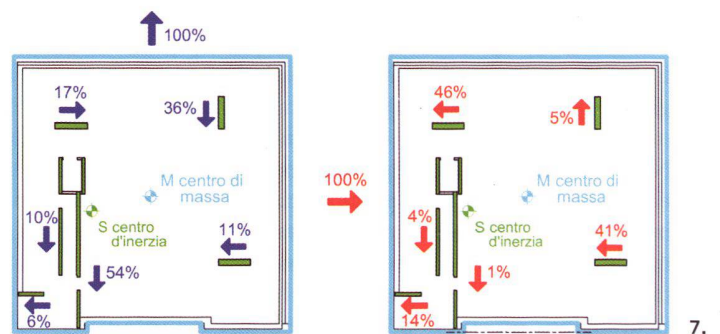 100%
17%
36%
M centro di
massa
10%
S centro
d'inerzia
11%
54%
6%
100%
46%
5%
M centro di
massa
4%
S centro
d'inerzia
41%
1%
14%
7.